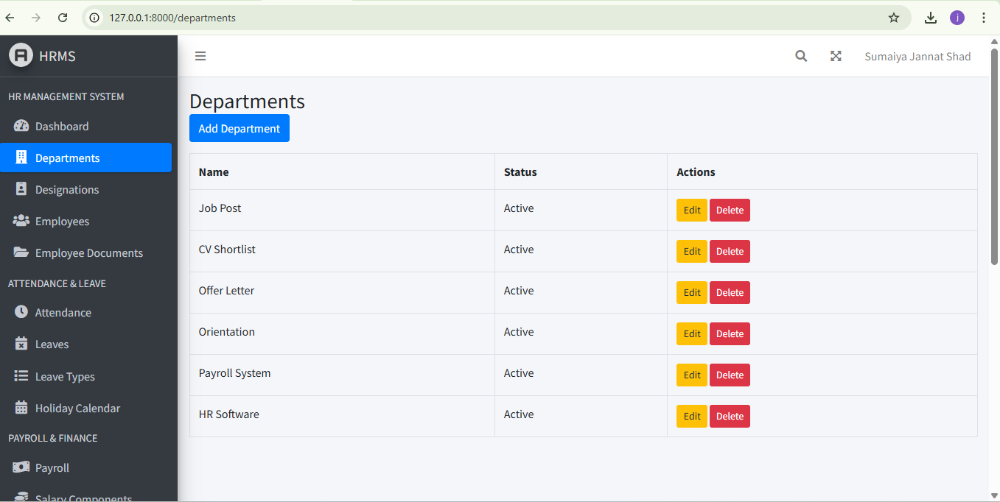 127.0.0.1:8000/departments
j
HRMS
Sumaiya Jannat Shad
HR MANAGEMENT SYSTEM
Dashboard
Departments
Designations
Employees
Employee Documents
ATTENDANCE & LEAVE
Attendance
Leaves
Leave Types
Holiday Calendar
PAYROLL & FINANCE
Payroll
Salary Components
Departments
Add Department
Name Status Actions
Job Post Active Edit Delete
CV Shortlist Active Edit Delete
Offer Letter Active Edit Delete
Orientation Active Edit Delete
Payroll System Active Edit Delete
HR Software Active Edit Delete